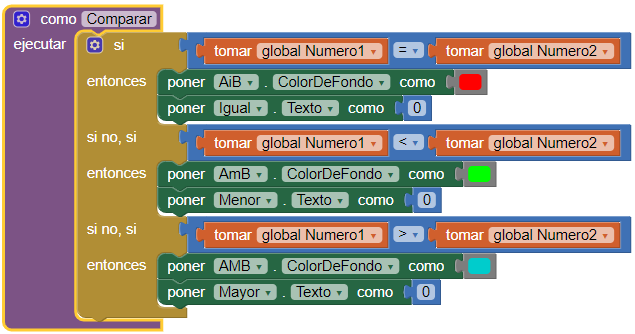 como Comparar
ejecutar si tomar global Numero1 = tomar global Numero2
entonces poner AiB . ColorDeFondo como
poner Igual . Texto como 0
si no, si tomar global Numero1 < tomar global Numero2
entonces poner AmB . ColorDeFondo como
poner Menor . Texto como 0
si no, si tomar global Numero1 > tomar global Numero2
entonces poner AMB . ColorDeFondo como
poner Mayor . Texto como 0